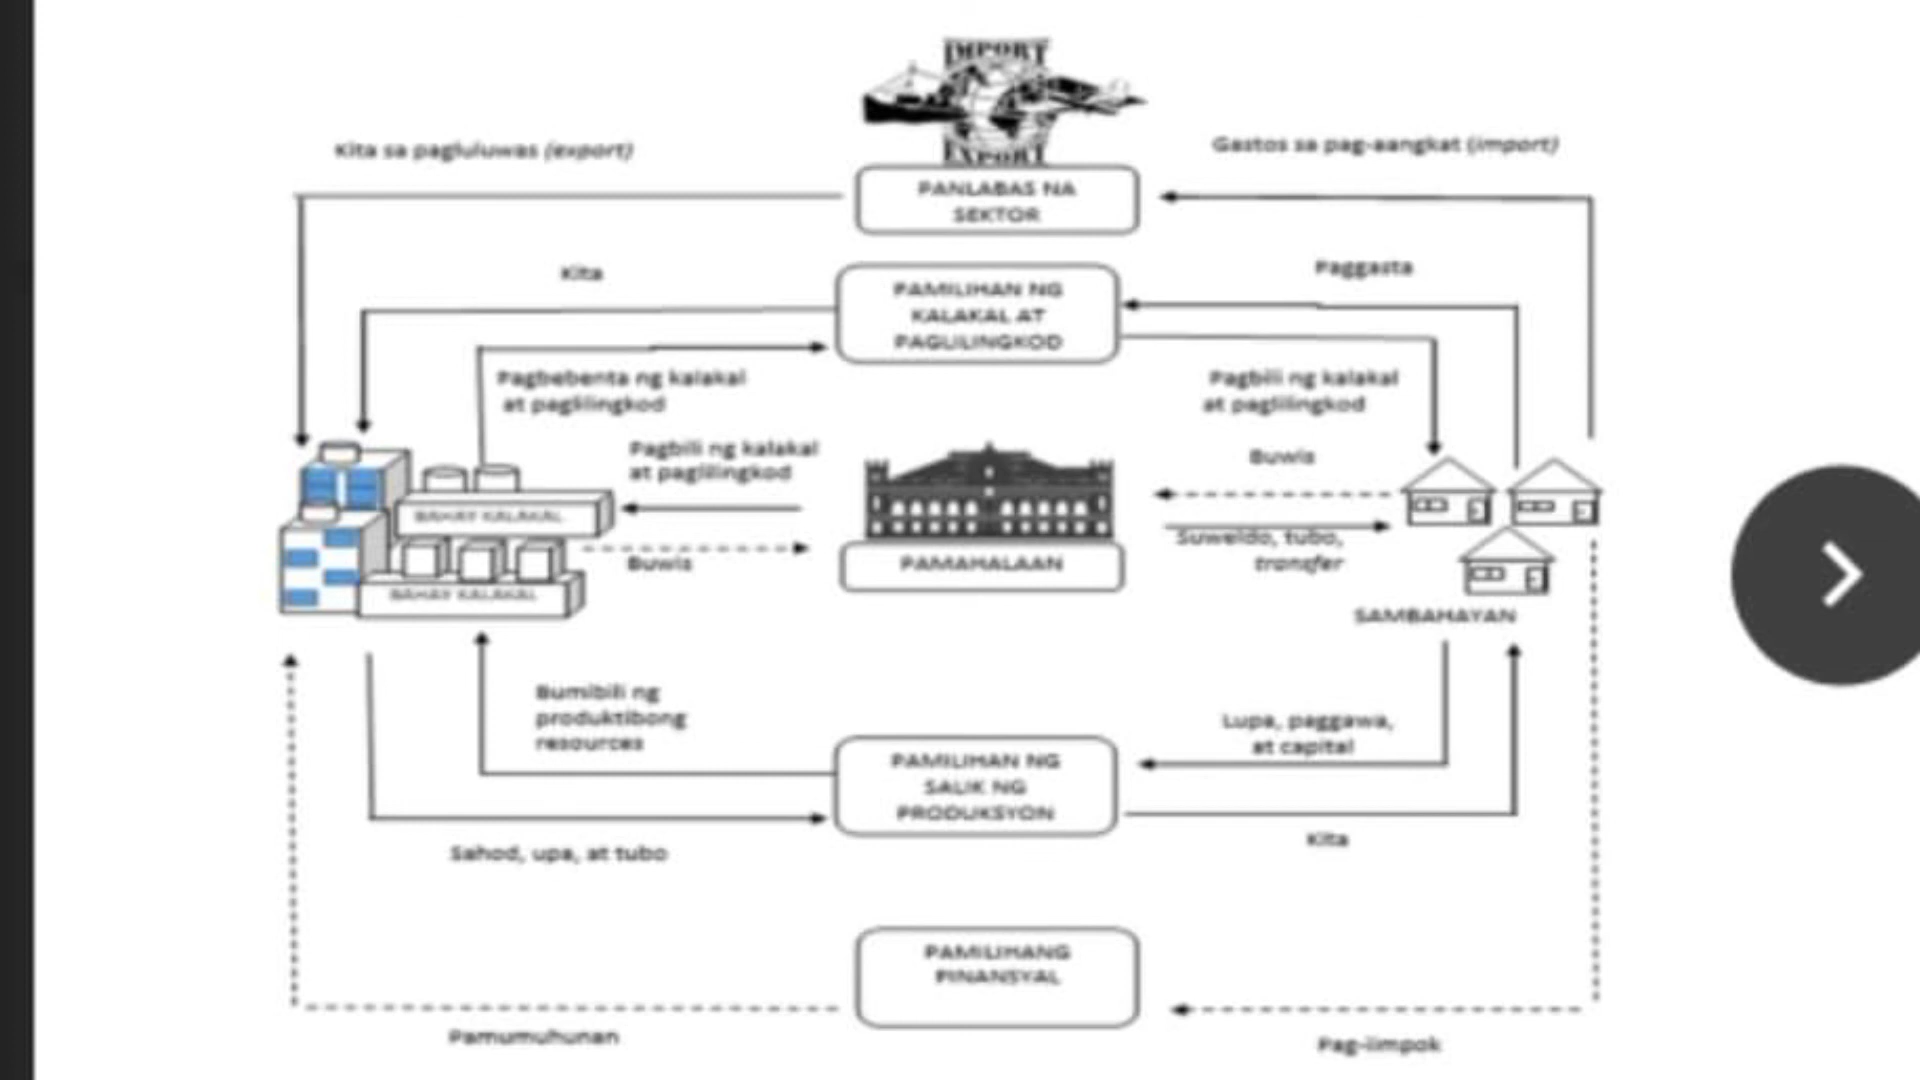 IMPORT
EXPORT
Kita sa pagluluwas (export)
Gastos sa pag-aangkat (import)
PANLABAS NA
SEKTOR
Kita
Paggasta
PAMILIHAN NG
KALAKAL AT
PAGLILINGKOD
Pagbebenta ng kalakal
at paglilingkod
Pagbili ng kalakal
at paglilingkod
Pagbili ng kalakal
at paglilingkod
Buwis
BAHAY KALAKAL
Suweldo, tubo,
transfer
Buwis
PAMAHALAAN
BAHAY KALAKAL
SAMBAHAYAN
Bumibili ng
produktibong
resources
Lupa, paggawa,
at capital
PAMILIHAN NG
SALIK NG
PRODUKSYON
Sahod, upa, at tubo
Kita
PAMILIHANG
PINANSYAL
Pamumuhunan
Pag-iimpok